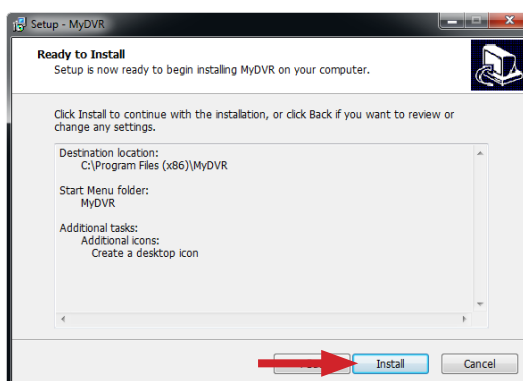 Setup - MyDVR
Ready to Install
Setup is now ready to begin installing MyDVR on your computer.
Click Install to continue with the installation, or click Back if you want to review or
change any settings.
Destination location:
C:\Program Files (x86)\MyDVR
Start Menu folder:
MyDVR
Additional tasks:
Additional icons:
Create a desktop icon
Install
Cancel